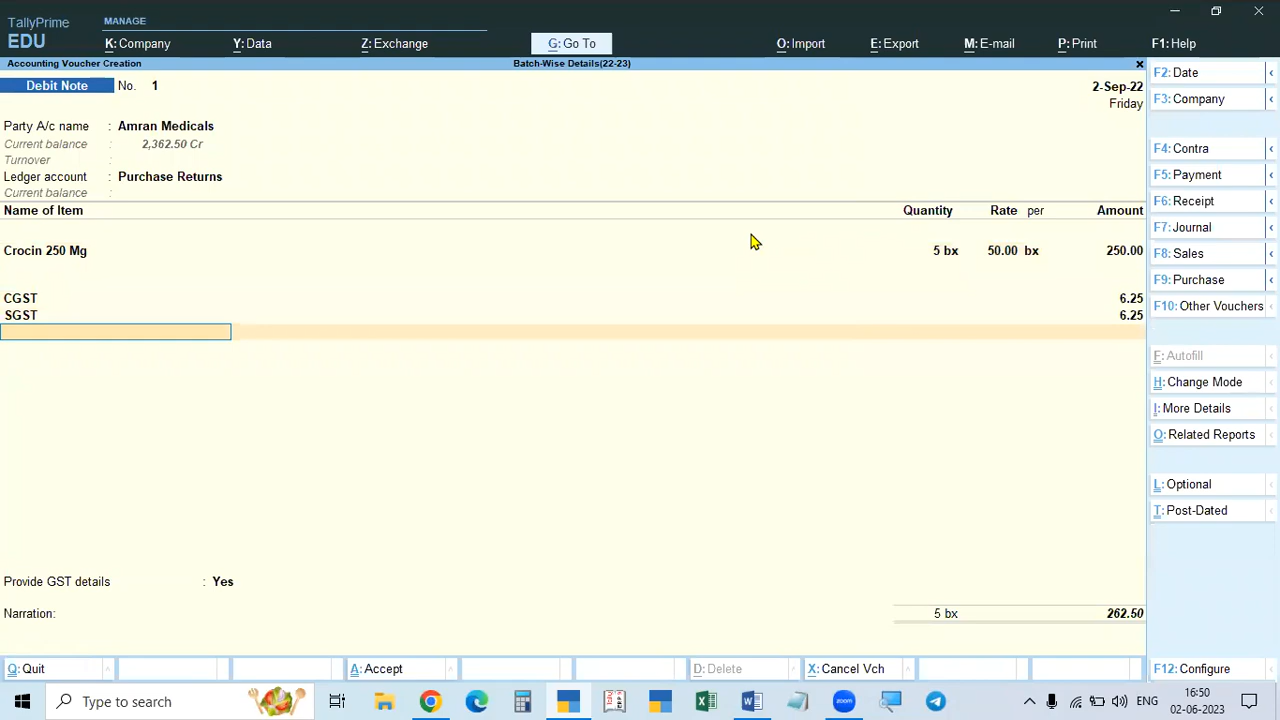 TallyPrime
EDU
MANAGE
K: Company
Y: Data
Z: Exchange
G: Go To
O: Import
E: Export
M: E-mail
P: Print
F1: Help
Accounting Voucher Creation
Batch-Wise Details(22-23)
Debit Note
No. 1
2-Sep-22
Friday
Party A/c name : Amran Medicals
Current balance : 2,362.50 Cr
Turnover :
Ledger account : Purchase Returns
Current balance :
Name of Item Quantity Rate per Amount
Crocin 250 Mg 5 bx 50.00 bx 250.00
CGST 6.25
SGST 6.25
Provide GST details : Yes
Narration: 5 bx 262.50
F2: Date
F3: Company
F4: Contra
F5: Payment
F6: Receipt
F7: Journal
F8: Sales
F9: Purchase
F10: Other Vouchers
F: Autofill
H: Change Mode
I: More Details
O: Related Reports
L: Optional
T: Post-Dated
Q: Quit
A: Accept
D: Delete
X: Cancel Vch
F12: Configure
Type to search
ENG
16:50
02-06-2023